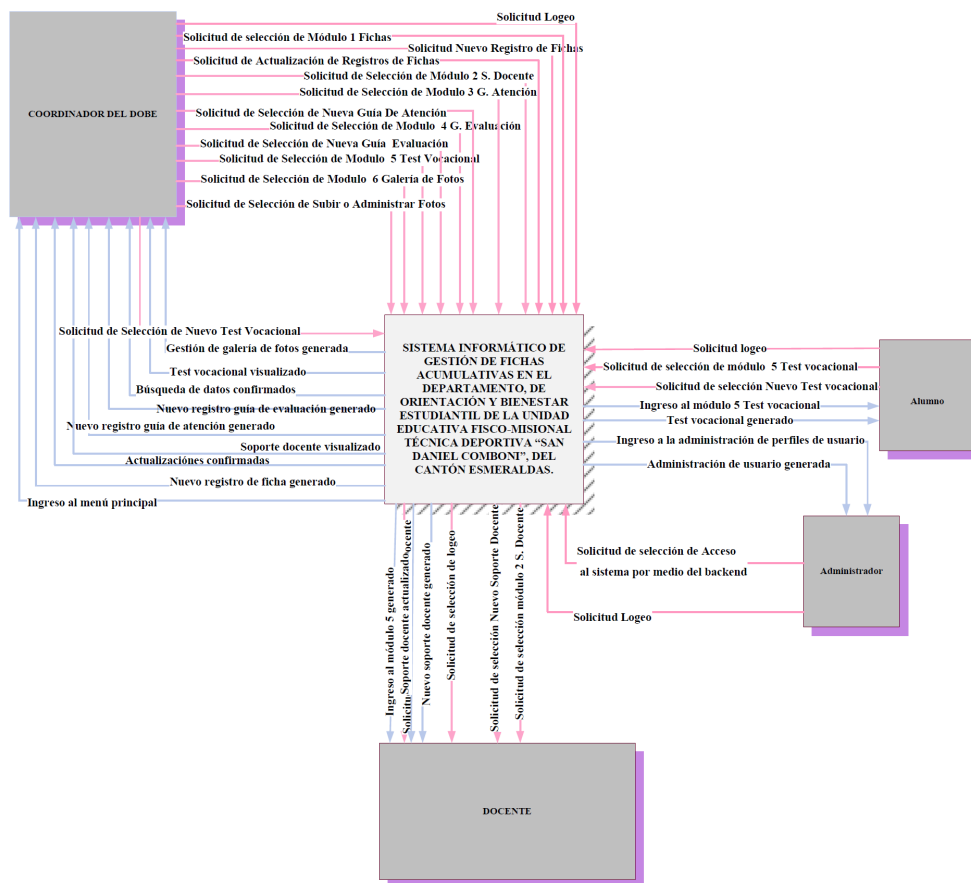 Solicitud Logeo
Solicitud de selección de Módulo 1 Fichas
Solicitud Nuevo Registro de Fichas
Solicitud de Actualización de Registros de Fichas
Solicitud de Selección de Módulo 2 S. Docente
Solicitud de Selección de Modulo 3 G. Atención
COORDINADOR DEL DOBE
Solicitud de Selección de Nueva Guía De Atención
Solicitud de Selección de Modulo 4 G. Evaluación
Solicitud de Selección de Nueva Guía Evaluación
Solicitud de Selección de Modulo 5 Test Vocacional
Solicitud de Selección de Modulo 6 Galería de Fotos
Solicitud de Selección de Subir o Administrar Fotos
Solicitud de Selección de Nuevo Test Vocacional
Gestión de galería de fotos generada
Test vocacional visualizado
Búsqueda de datos confirmados
Nuevo registro guía de evaluación generado
Nuevo registro guía de atención generado
Soporte docente visualizado
Actualizaciónes confirmadas
Nuevo registro de ficha generado
Ingreso al menú principal
SISTEMA INFORMÁTICO DE
GESTIÓN DE FICHAS
ACUMULATIVAS EN EL
DEPARTAMENTO, DE
ORIENTACIÓN Y BIENESTAR
ESTUDIANTIL DE LA UNIDAD
EDUCATIVA FISCO-MISIONAL
TÉCNICA DEPORTIVA “SAN
DANIEL COMBONI”, DEL
CANTÓN ESMERALDAS.
Solicitud logeo
Solicitud de selección de módulo 5 Test vocacional
Solicitud de selección Nuevo Test vocacional
Ingreso al módulo 5 Test vocacional
Test vocacional generado
Ingreso a la administración de perfiles de usuario
Administración de usuario generada
Alumno
Solicitud de selección de Acceso
al sistema por medio del backend
Administrador
Solicitud Logeo
Ingreso al módulo 5 generado
Soporte docente actualizado
Nuevo soporte docente generado
Solicitud de selección de logeo
Solicitud de selección Nuevo Soporte Docente
Solicitud de selección módulo 2 S. Docente
DOCENTE